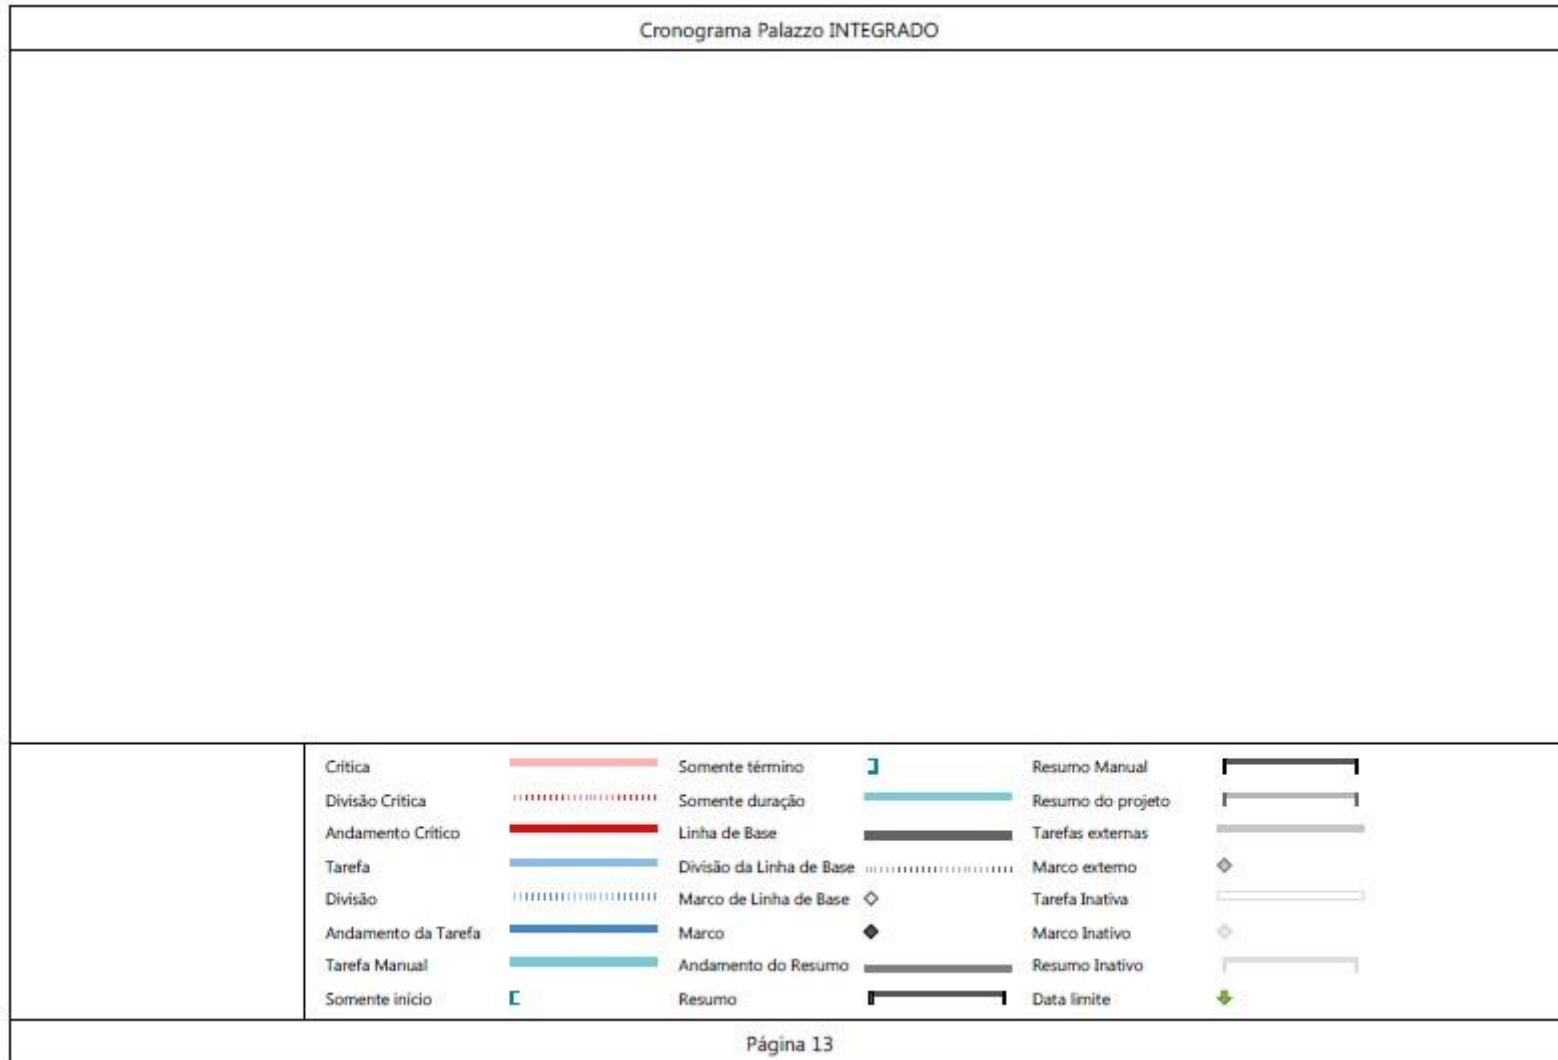 Cronograma Palazzo INTEGRADO
Crítica
Divisão Crítica
Andamento Crítico
Tarefa
Divisão
Andamento da Tarefa
Tarefa Manual
Somente início
Somente término
Somente duração
Linha de Base
Divisão da Linha de Base
Marco de Linha de Base
Marco
Andamento do Resumo
Resumo
Resumo Manual
Resumo do projeto
Tarefas externas
Marco externo
Tarefa Inativa
Marco Inativo
Resumo Inativo
Data limite
Página 13